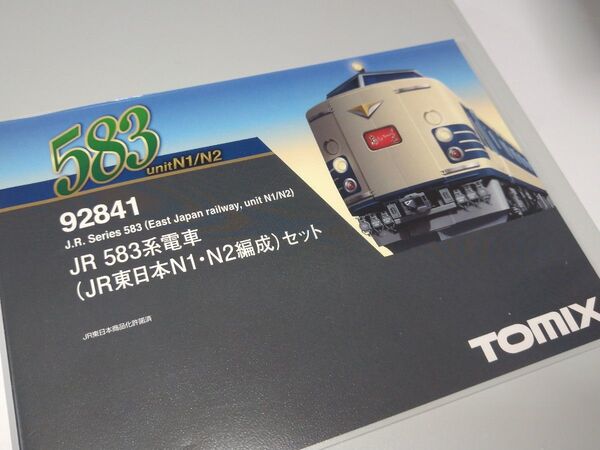 583
unitN1/N2
92841
J.R. Series 583 (East Japan railway, unit N1/N2)
JR 583系電車
(JR東日本N1・N2編成)セット
JR東日本商品化許諾済
TOMIX